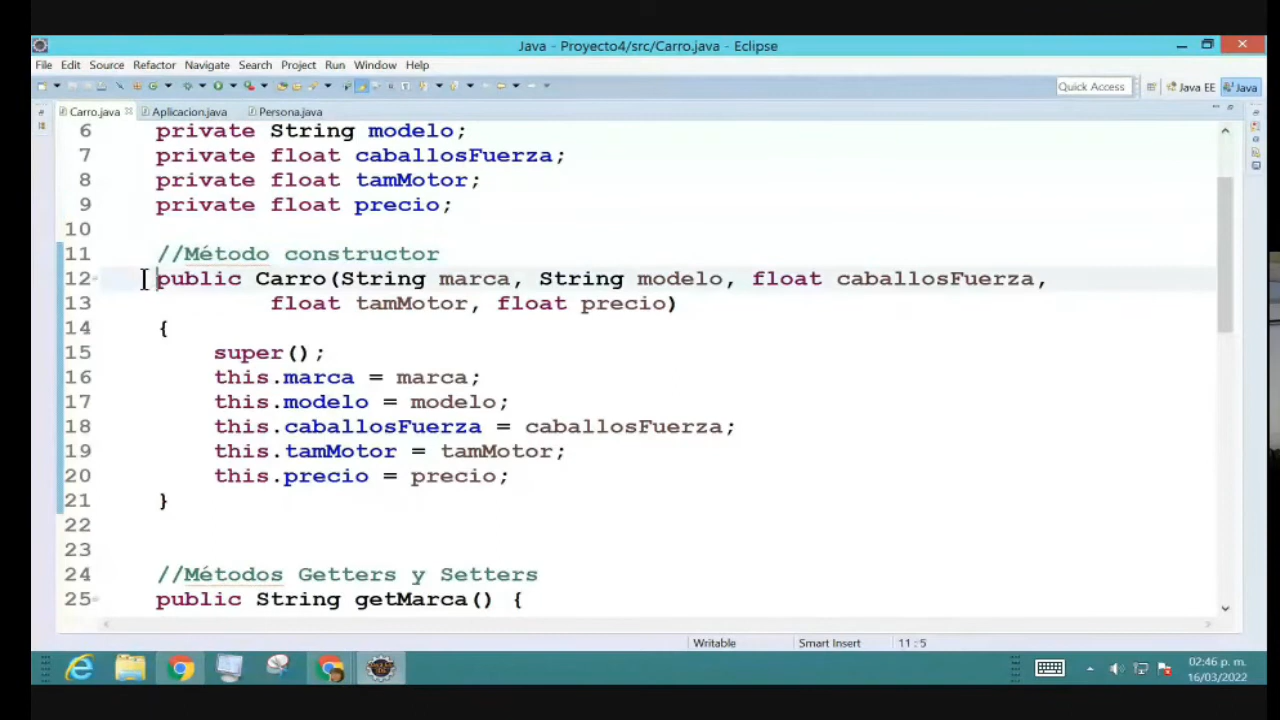 Java - Proyecto4/src/Carro.java - Eclipse
File Edit Source Refactor Navigate Search Project Run Window Help
Quick Access Java EE Java
Carro.java Aplicacion.java Persona.java
6 private String modelo;
7 private float caballosFuerza;
8 private float tamMotor;
9 private float precio;
10
11 //Método constructor
12 public Carro(String marca, String modelo, float caballosFuerza,
13 float tamMotor, float precio)
14 {
15 super();
16 this.marca = marca;
17 this.modelo = modelo;
18 this.caballosFuerza = caballosFuerza;
19 this.tamMotor = tamMotor;
20 this.precio = precio;
21 }
22
23
24 //Métodos Getters y Setters
25 public String getMarca() {
Writable Smart Insert 11 : 5
02:46 p. m.
16/03/2022